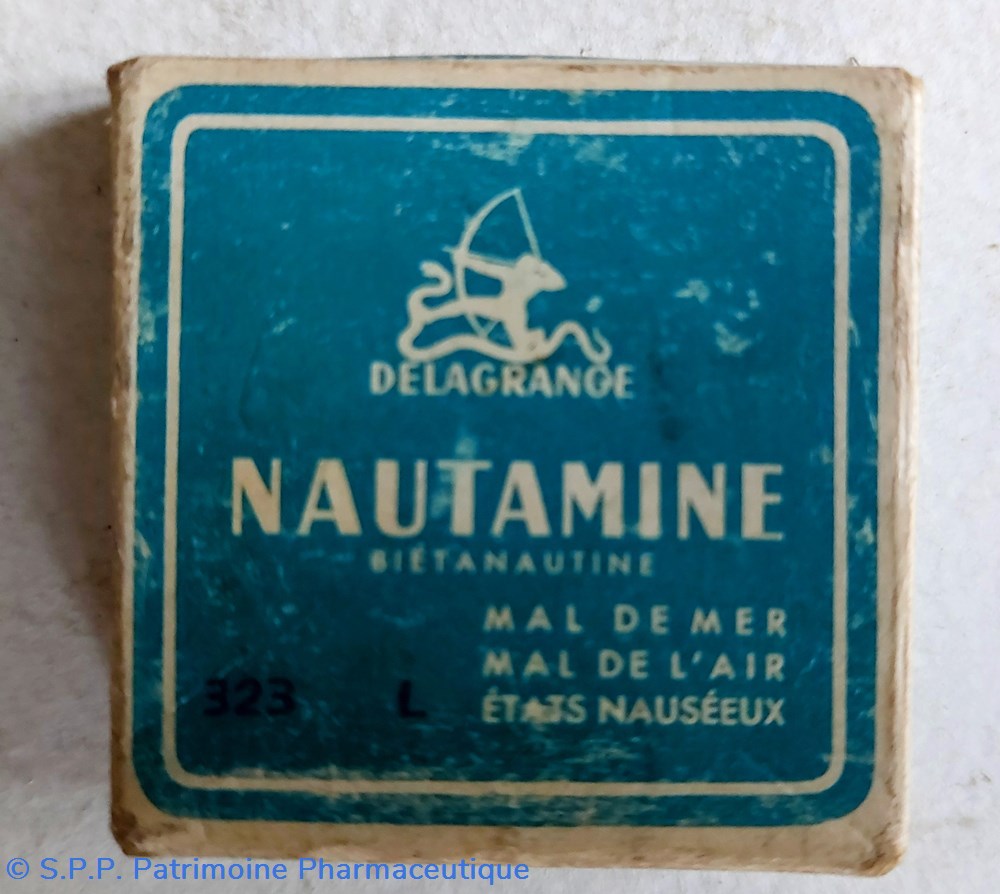 DELAGRANGE
NAUTAMINE
BIÉTANAUTINE
MAL DE MER
MAL DE L'AIR
323 L ÉTATS NAUSÉEUX
© S.P.P. Patrimoine Pharmaceutique